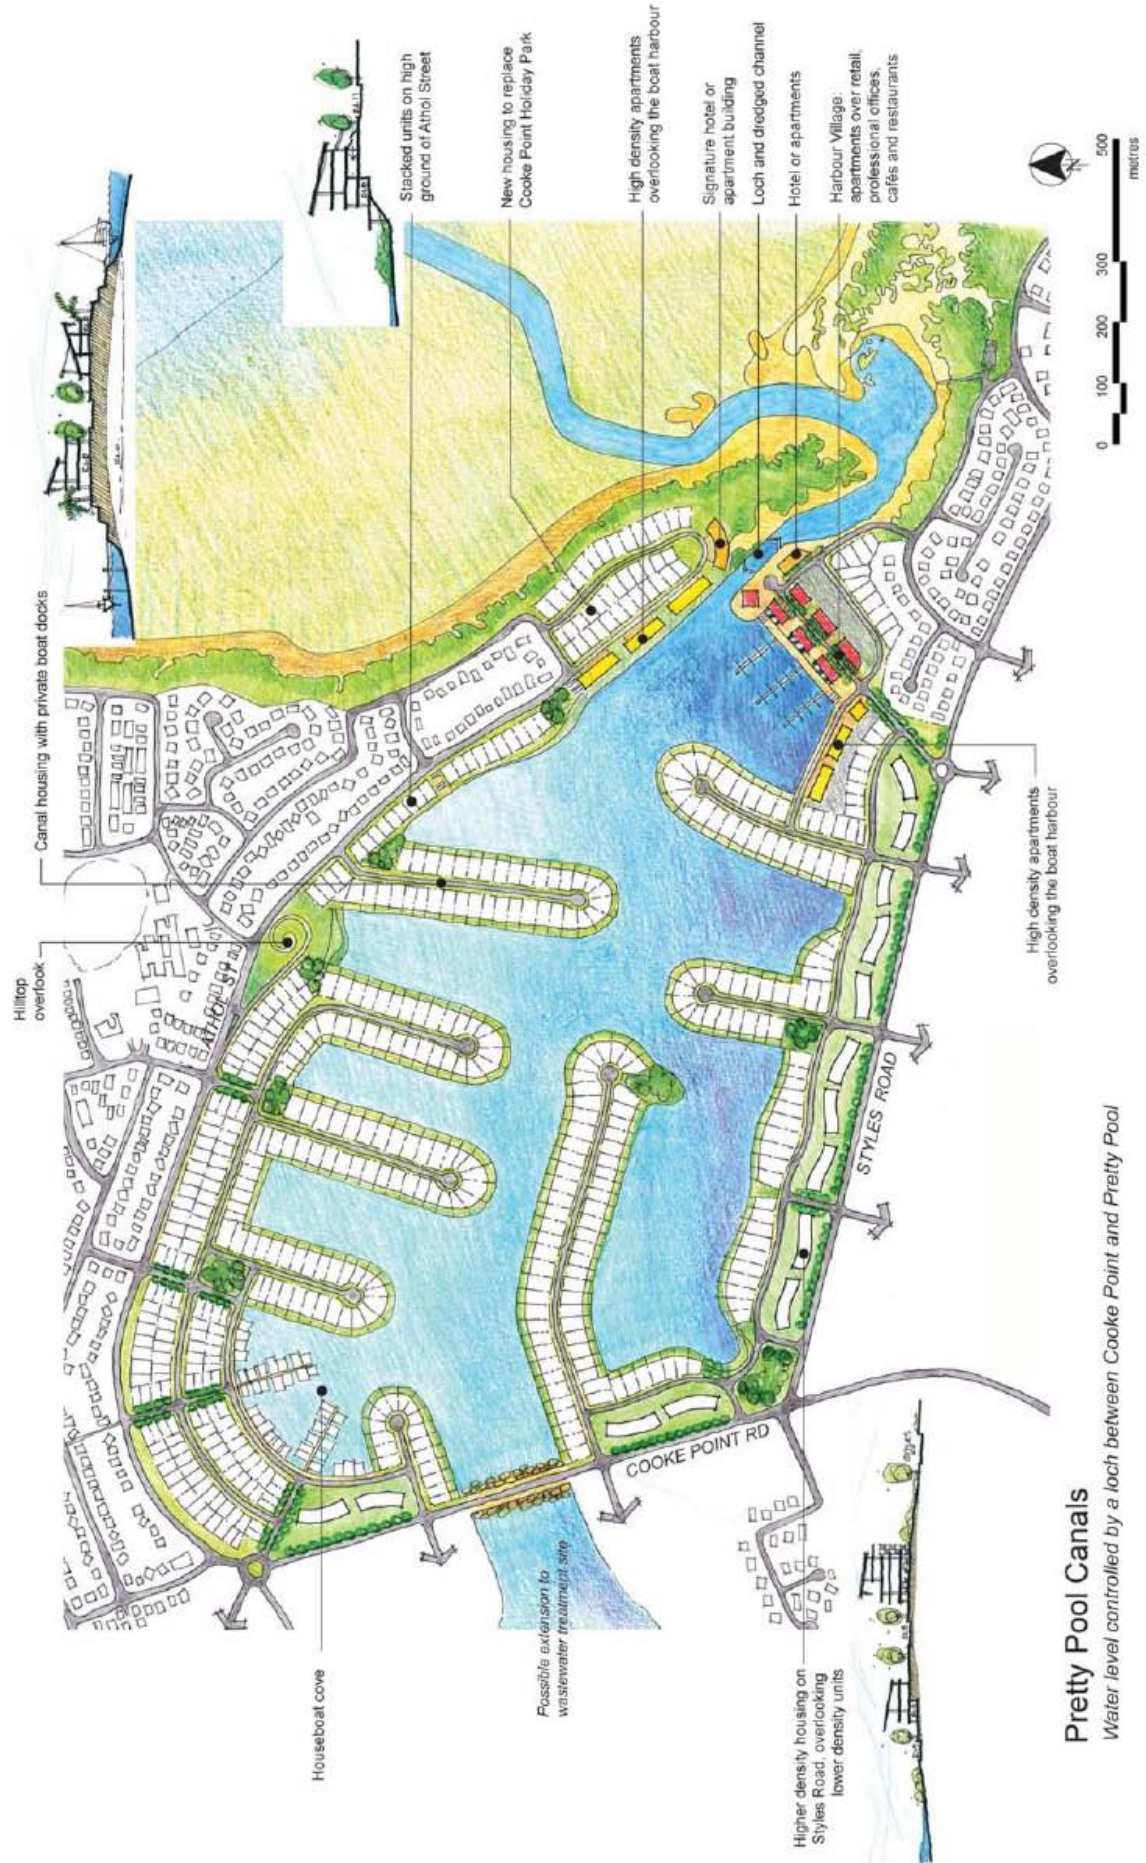 Hilltop
overlook
Canal housing with private boat docks
Stacked units on high
ground of Athol Street
New housing to replace
Cooke Point Holiday Park
High density apartments
overlooking the boat harbour
Signature hotel or
apartment building
Loch and dredged channel
Hotel or apartments
Harbour Village:
apartments over retail,
professional offices,
cafés and restaurants
N
0
100
200
300
500
metres
ATHOL ST
STYLES ROAD
COOKE POINT RD
High density apartments
overlooking the boat harbour
Houseboat cove
Possible extension to
wastewater treatment site
Higher density housing on
Styles Road, overlooking
lower density units
Pretty Pool Canals
Water level controlled by a loch between Cooke Point and Pretty Pool